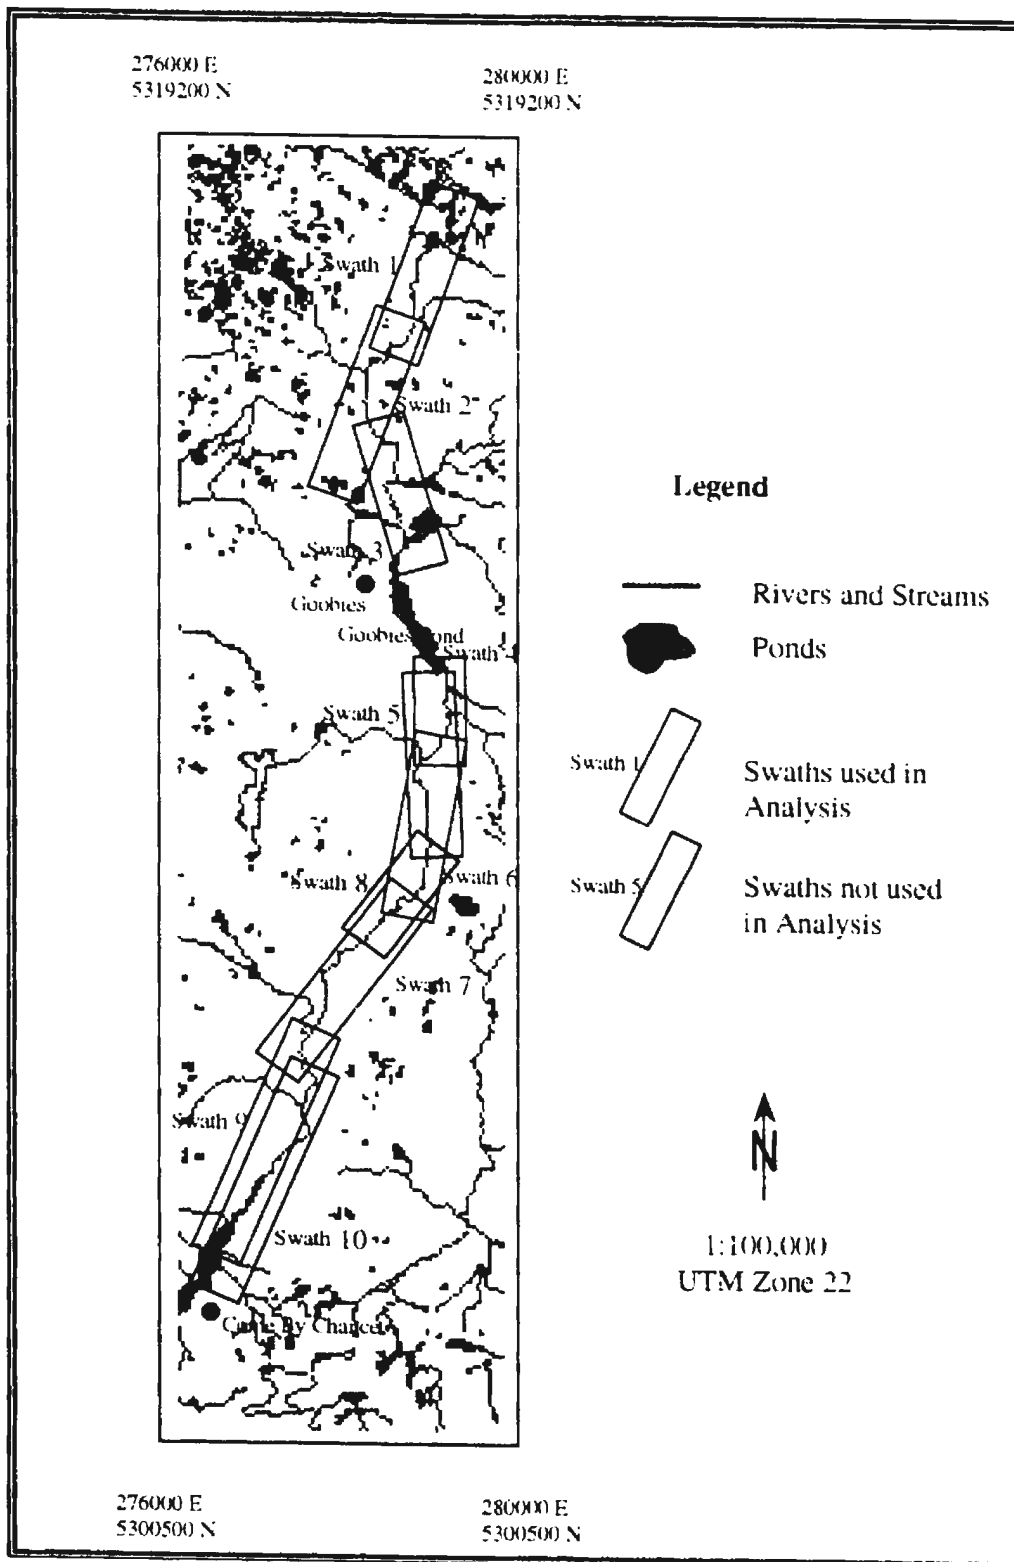 276000 E
5319200 N
280000 E
5319200 N
Swath 1
Swath 2
Swath 3
Goobies
Goobies Pond
Swath 4
Swath 5
Swath 8
Swath 6
Swath 7
Swath 9
Swath 10
Come By Chance
Legend
Rivers and Streams
Ponds
Swath 1
Swaths used in
Analysis
Swath 5
Swaths not used
in Analysis
N
1:100,000
UTM Zone 22
276000 E
5300500 N
280000 E
5300500 N